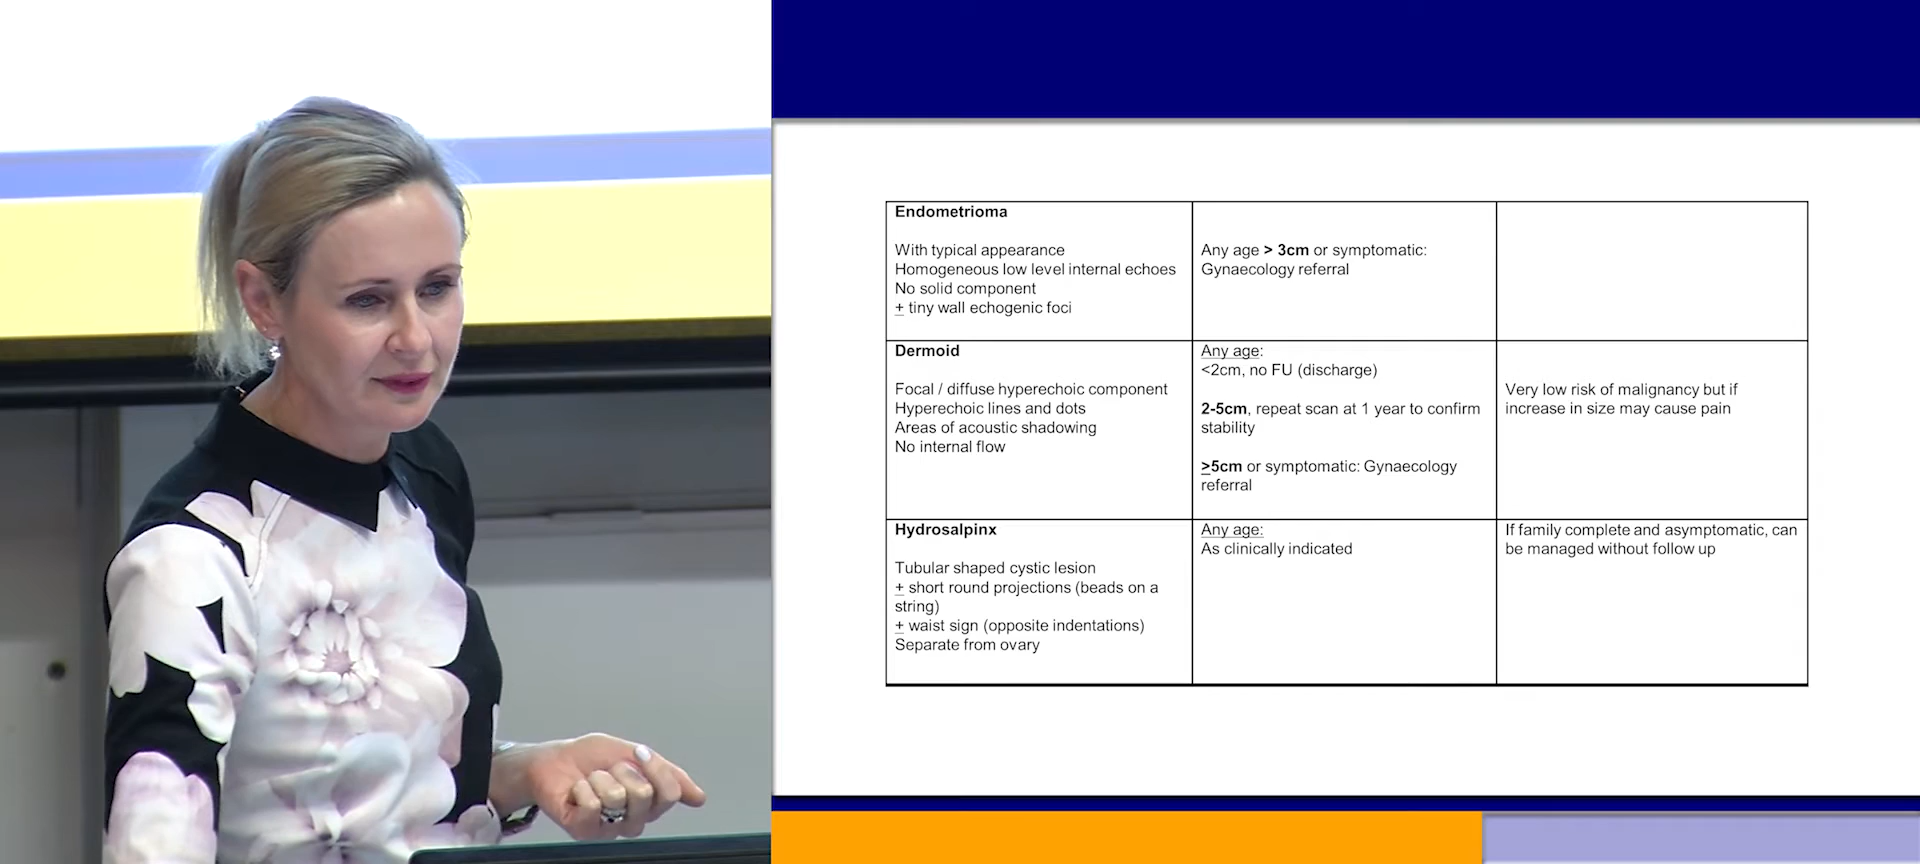 Endometrioma
With typical appearance
Homogeneous low level internal echoes
No solid component
+ tiny wall echogenic foci
Any age > 3cm or symptomatic:
Gynaecology referral
Dermoid
Focal / diffuse hyperechoic component
Hyperechoic lines and dots
Areas of acoustic shadowing
No internal flow
Any age:
<2cm, no FU (discharge)
2-5cm, repeat scan at 1 year to confirm
stability
>5cm or symptomatic: Gynaecology
referral
Very low risk of malignancy but if
increase in size may cause pain
Hydrosalpinx
Tubular shaped cystic lesion
+ short round projections (beads on a
string)
+ waist sign (opposite indentations)
Separate from ovary
Any age:
As clinically indicated
If family complete and asymptomatic, can
be managed without follow up